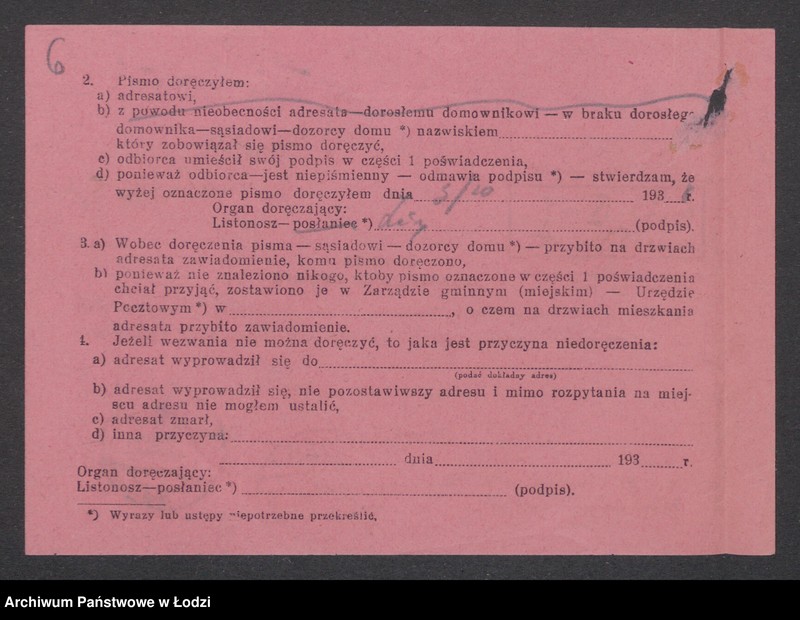 6
2. Pismo doręczyłem:
a) adresatowi,
b) z powodu nieobecności adresata—dorosłemu domownikowi — w braku dorosłego
domownika—sąsiadowi—dozorcy domu *) nazwiskiem
który zobowiązał się pismo doręczyć,
c) odbiorca umieścił swój podpis w części 1 poświadczenia,
d) ponieważ odbiorca—jest niepiśmienny — odmawia podpisu *) — stwierdzam, że
wyżej oznaczone pismo doręczyłem dnia 3/10 193 r.
Organ doręczający:
Listonosz—posłaniec *) (podpis).
3. a) Wobec doręczenia pisma — sąsiadowi — dozorcy domu *) — przybito na drzwiach
adresata zawiadomienie, komu pismo doręczono,
b) ponieważ nie znaleziono nikogo, ktoby pismo oznaczone w części 1 poświadczenia
chciał przyjąć, zostawiono je w Zarządzie gminnym (miejskim) — Urzędzie
Pocztowym *) w , o czem na drzwiach mieszkania
adresata przybito zawiadomienie.
4. Jeżeli wezwania nie można doręczyć, to jaka jest przyczyna niedoręczenia:
a) adresat wyprowadził się do
(podać dokładny adres)
b) adresat wyprowadził się, nie pozostawiwszy adresu i mimo rozpytania na miej-
scu adresu nie mogłem ustalić,
c) adresat zmarł,
d) inna przyczyna:
dnia 193 r.
Organ doręczający:
Listonosz—posłaniec *) (podpis).
*) Wyrazy lub ustępy niepotrzebne przekreślić.
Archiwum Państwowe w Łodzi